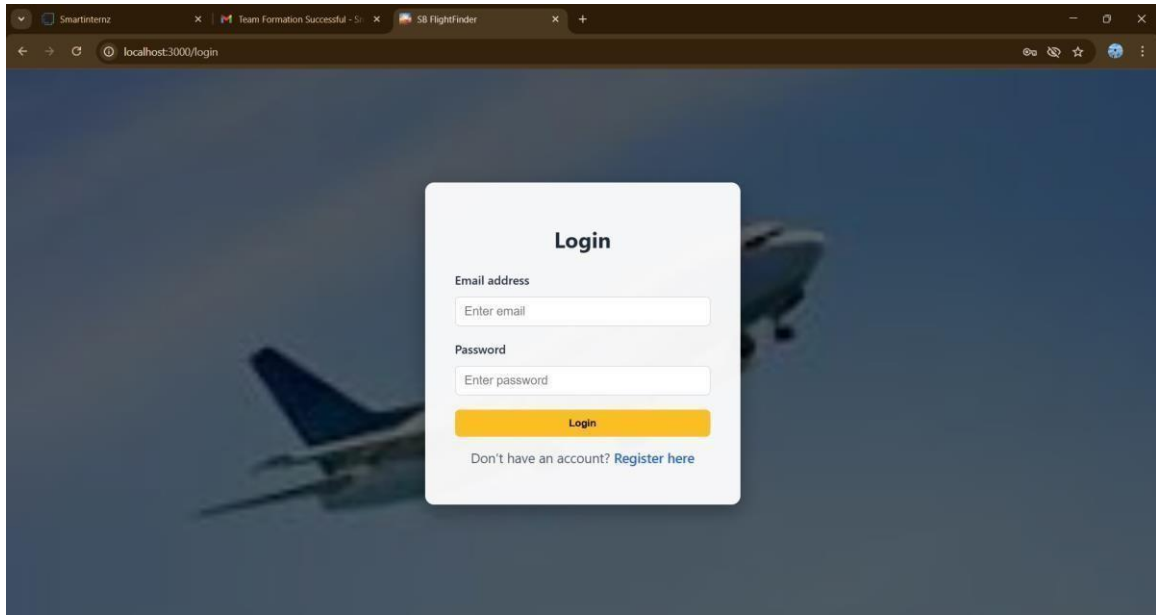 Smartinternz
Team Formation Successful - S
SB FlightFinder
localhost:3000/login
Login
Email address
Enter email
Password
Enter password
Login
Don't have an account? Register here